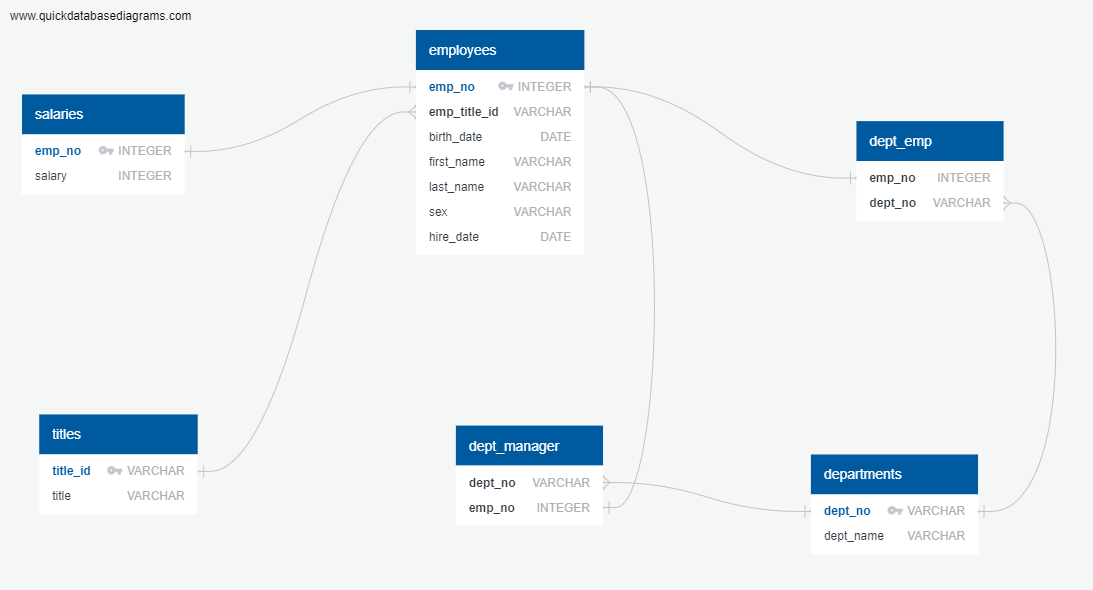 www.quickdatabasediagrams.com
employees
emp_no INTEGER
emp_title_id VARCHAR
birth_date DATE
first_name VARCHAR
last_name VARCHAR
sex VARCHAR
hire_date DATE
salaries
emp_no INTEGER
salary INTEGER
dept_emp
emp_no INTEGER
dept_no VARCHAR
titles
title_id VARCHAR
title VARCHAR
dept_manager
dept_no VARCHAR
emp_no INTEGER
departments
dept_no VARCHAR
dept_name VARCHAR